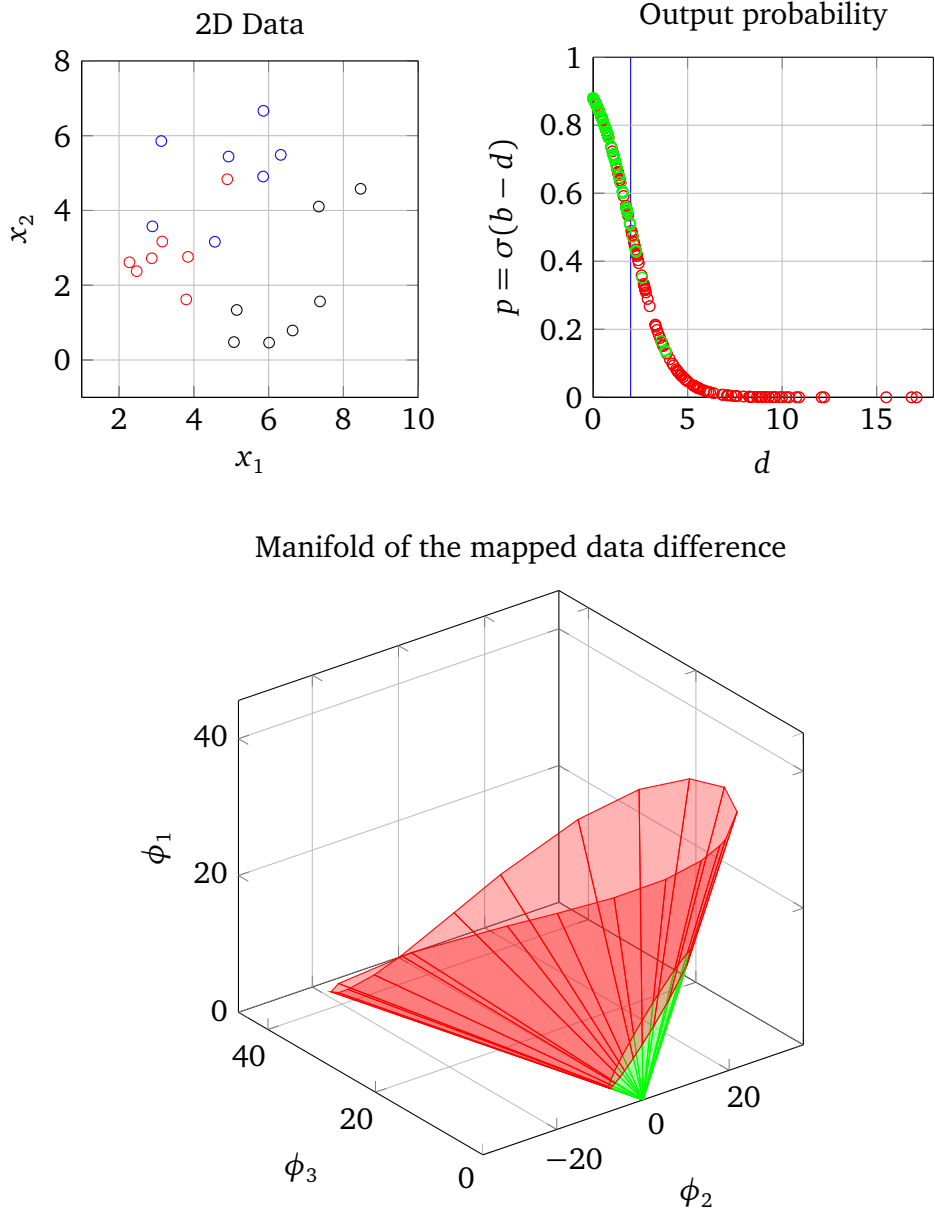 2D Data
8
6
4
2
0
x₂
2 4 6 8 10
x₁
Output probability
1
0.8
0.6
0.4
0.2
0
p = σ(b − d)
0 5 10 15
d
Manifold of the mapped data difference
40
20
0
ϕ₁
40
20
0
ϕ₃
−20
0
20
ϕ₂